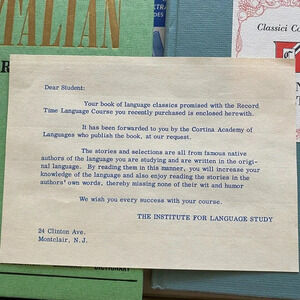 ITALIAN
Classici Co
Dear Student:
Your book of language classics promised with the Record
Time Language Course you recently purchased is enclosed herewith.
It has been forwarded to you by the Cortina Academy of
Languages who publish the book, at our request.
The stories and selections are all from famous native
authors of the language you are studying and are written in the origi-
nal language. By reading them in this manner, you will increase your
knowledge of the language and also enjoy reading the stories in the
authors' own words, thereby missing none of their wit and humor
We wish you every success with your course.
THE INSTITUTE FOR LANGUAGE STUDY
24 Clinton Ave.
Montclair, N.J.
DICTIONARY